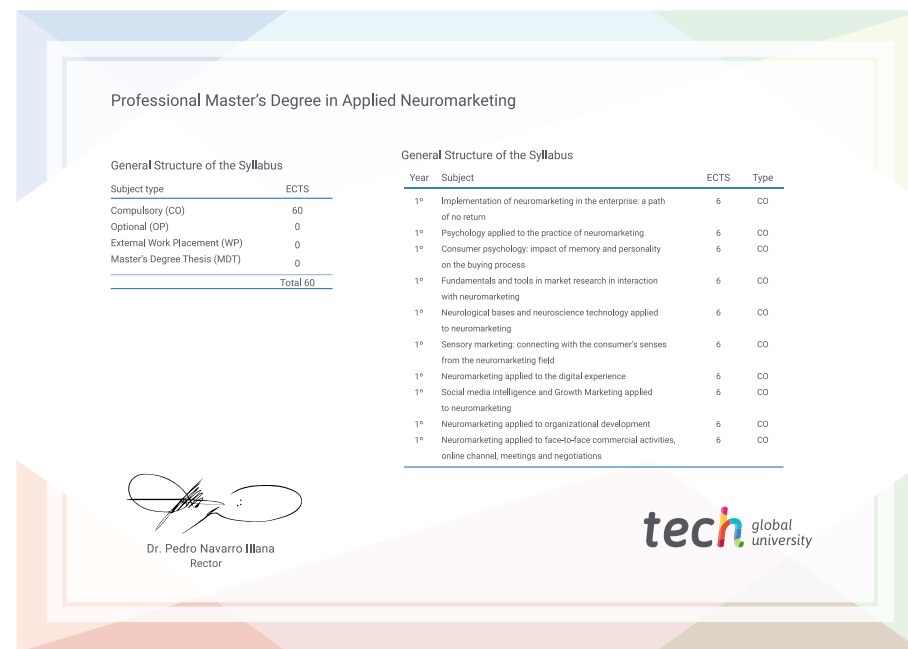 Professional Master's Degree in Applied Neuromarketing
General Structure of the Syllabus
Subject type ECTS
Compulsory (CO) 60
Optional (OP) 0
External Work Placement (WP) 0
Master's Degree Thesis (MDT) 0
Total 60
General Structure of the Syllabus
Year Subject ECTS Type
1º Implementation of neuromarketing in the enterprise: a path 6 CO
of no return
1º Psychology applied to the practice of neuromarketing 6 CO
1º Consumer psychology: impact of memory and personality 6 CO
on the buying process
1º Fundamentals and tools in market research in interaction 6 CO
with neuromarketing
1º Neurological bases and neuroscience technology applied 6 CO
to neuromarketing
1º Sensory marketing: connecting with the consumer's senses 6 CO
from the neuromarketing field
1º Neuromarketing applied to the digital experience 6 CO
1º Social media intelligence and Growth Marketing applied 6 CO
to neuromarketing
1º Neuromarketing applied to organizational development 6 CO
1º Neuromarketing applied to face-to-face commercial activities, 6 CO
online channel, meetings and negotiations
Dr. Pedro Navarro Illana
Rector
tech global
university